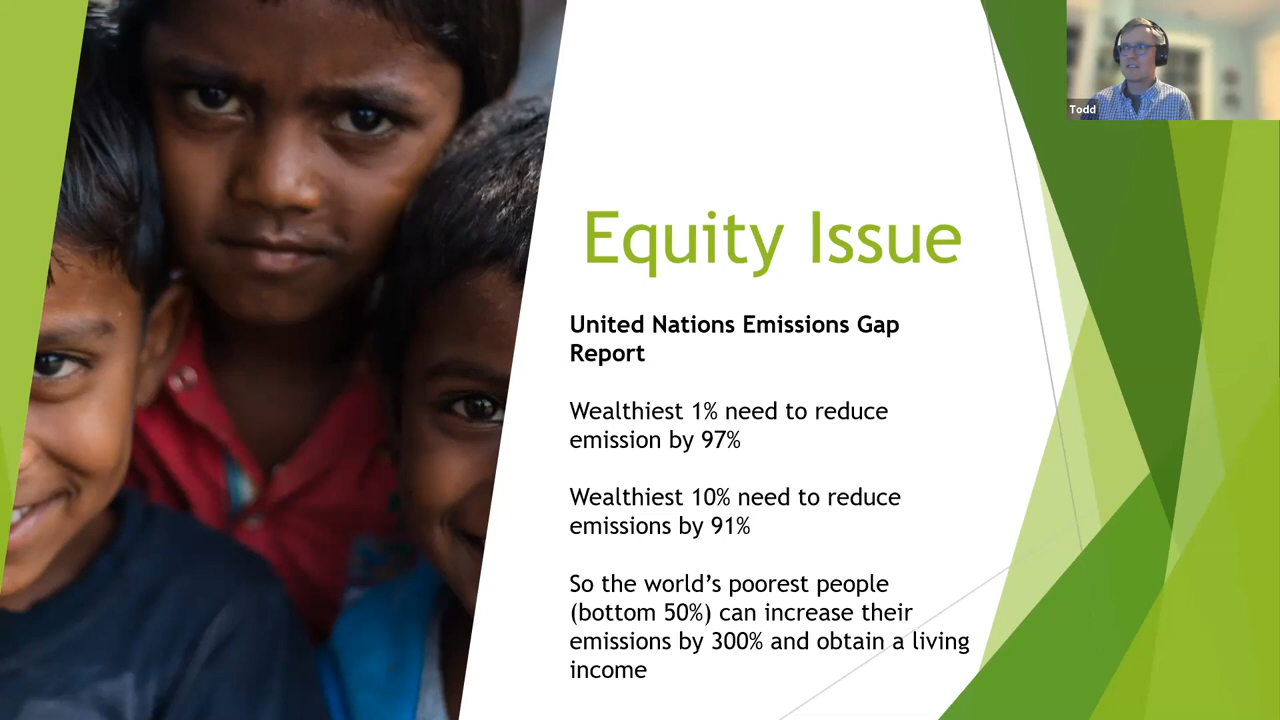 Todd
Equity Issue
United Nations Emissions Gap
Report
Wealthiest 1% need to reduce
emission by 97%
Wealthiest 10% need to reduce
emissions by 91%
So the world’s poorest people
(bottom 50%) can increase their
emissions by 300% and obtain a living
income